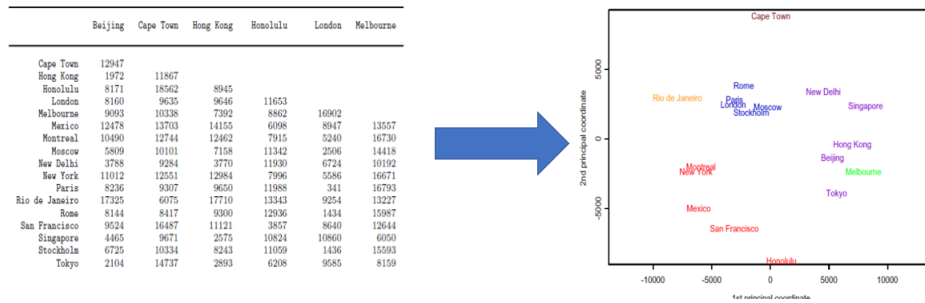 Beijing Cape Town Hong Kong Honolulu London Melbourne
Cape Town 12947
Hong Kong 1972 11867
Honolulu 8171 18562 8945
London 8160 9635 9646 11653
Melbourne 9093 10338 7392 8862 16902
Mexico 12478 13703 14155 6098 8947 13557
Montreal 10490 12744 12462 7915 5240 16730
Moscow 5809 10101 7158 11342 2506 14418
New Delhi 3788 9284 3770 11930 6724 10192
New York 11012 12551 12984 7996 5586 16671
Paris 8236 9307 9650 11988 341 16793
Rio de Janeiro 17325 6075 17710 13343 9254 13227
Rome 8144 8417 9300 12936 1434 15987
San Francisco 9524 16487 11121 3857 8640 12644
Singapore 4465 9671 2575 10824 10860 6050
Stockholm 6725 10334 8243 11059 1436 15593
Tokyo 2104 14737 2893 6208 9585 8159
Cape Town
5000
0
-5000
2nd principal coordinate
Rome
New Delhi
Rio de Janeiro
Paris
London
Moscow
Singapore
Stockholm
Hong Kong
Beijing
Montreal
New York
Melbourne
Tokyo
Mexico
San Francisco
Honolulu
-10000 -5000 0 5000 10000
1st principal coordinate